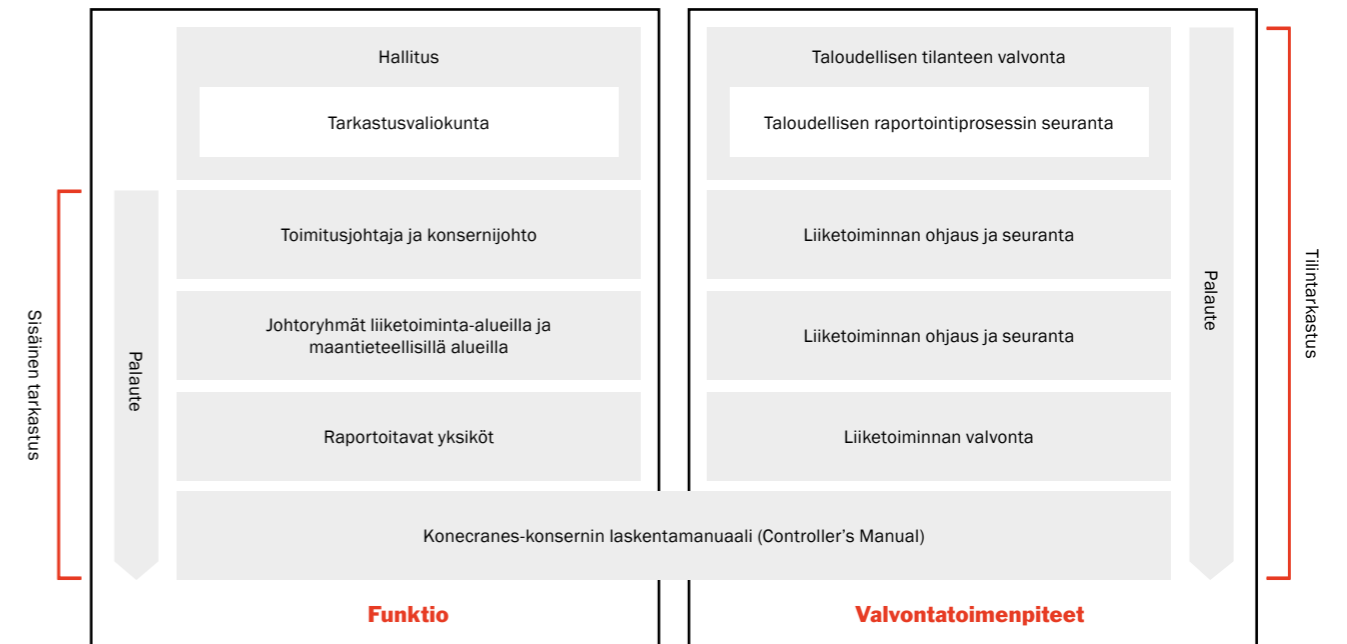 Hallitus
Tarkastusvaliokunta
Taloudellisen tilanteen valvonta
Taloudellisen raportointiprosessin seuranta
Toimitusjohtaja ja konsernijohto
Liiketoiminnan ohjaus ja seuranta
Johtoryhmät liiketoiminta-alueilla ja
maantieteellisillä alueilla
Liiketoiminnan ohjaus ja seuranta
Raportoitavat yksiköt
Liiketoiminnan valvonta
Konecranes-konsernin laskentamanuaali (Controller’s Manual)
Sisäinen tarkastus
Palaute
Palaute
Tilintarkastus
Funktio
Valvontatoimenpiteet